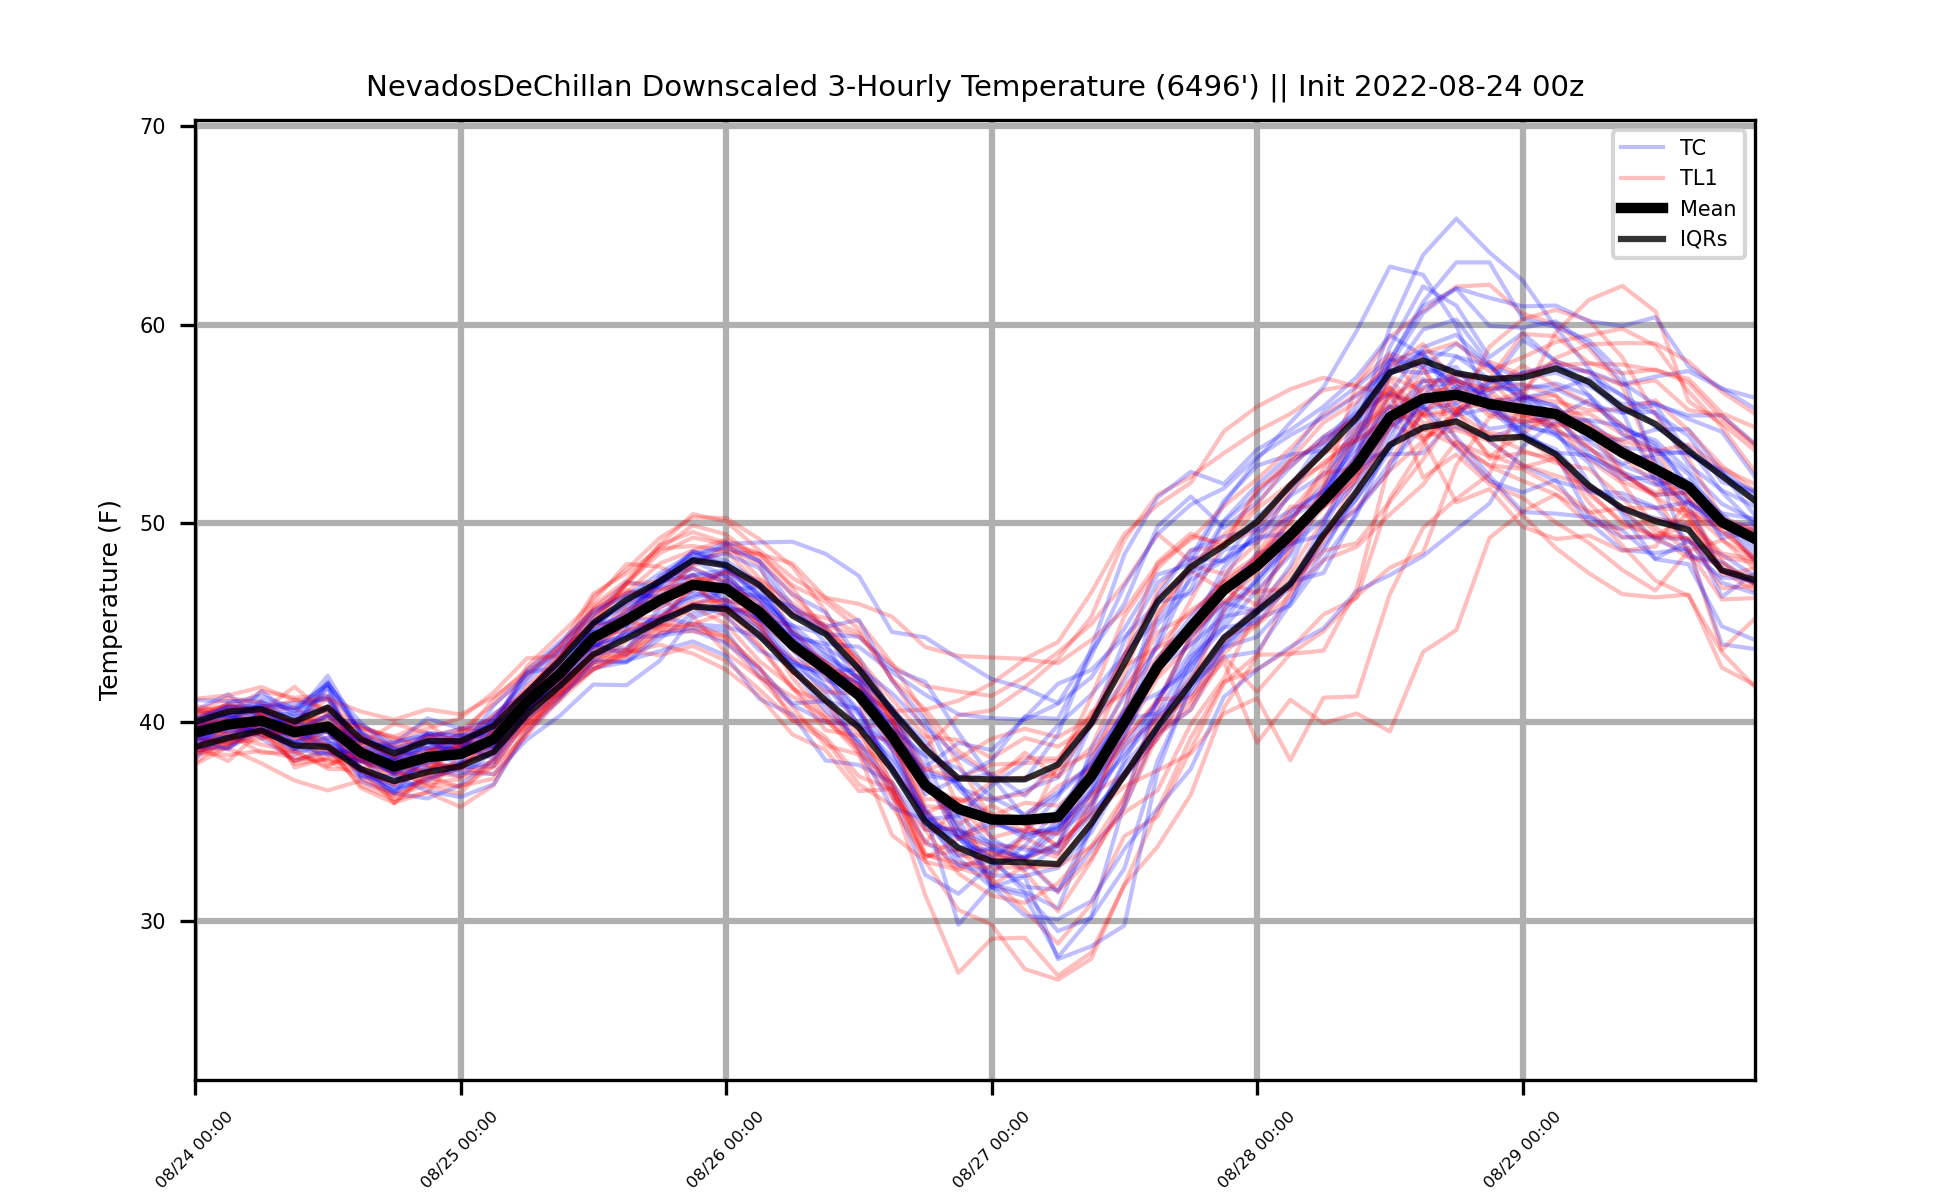 NevadosDeChillan Downscaled 3-Hourly Temperature (6496') || Init 2022-08-24 00z
TC
TL1
Mean
IQRs
Temperature (F)
70
60
50
40
30
08/24 00:00
08/25 00:00
08/26 00:00
08/27 00:00
08/28 00:00
08/29 00:00